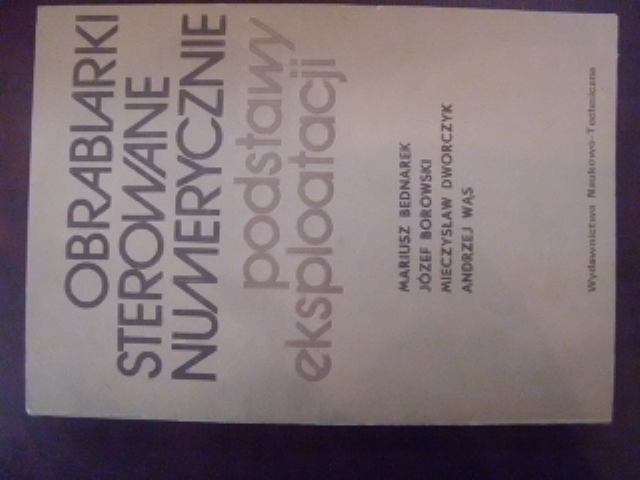 OBRABIARKI
STEROWANE
NUMERYCZNIE
podstawy
eksploatacji
MARIUSZ BEDNAREK
JÓZEF BOROWSKI
MIECZYSŁAW DWORCZYK
ANDRZEJ WĄS
Wydawnictwa Naukowo-Techniczne